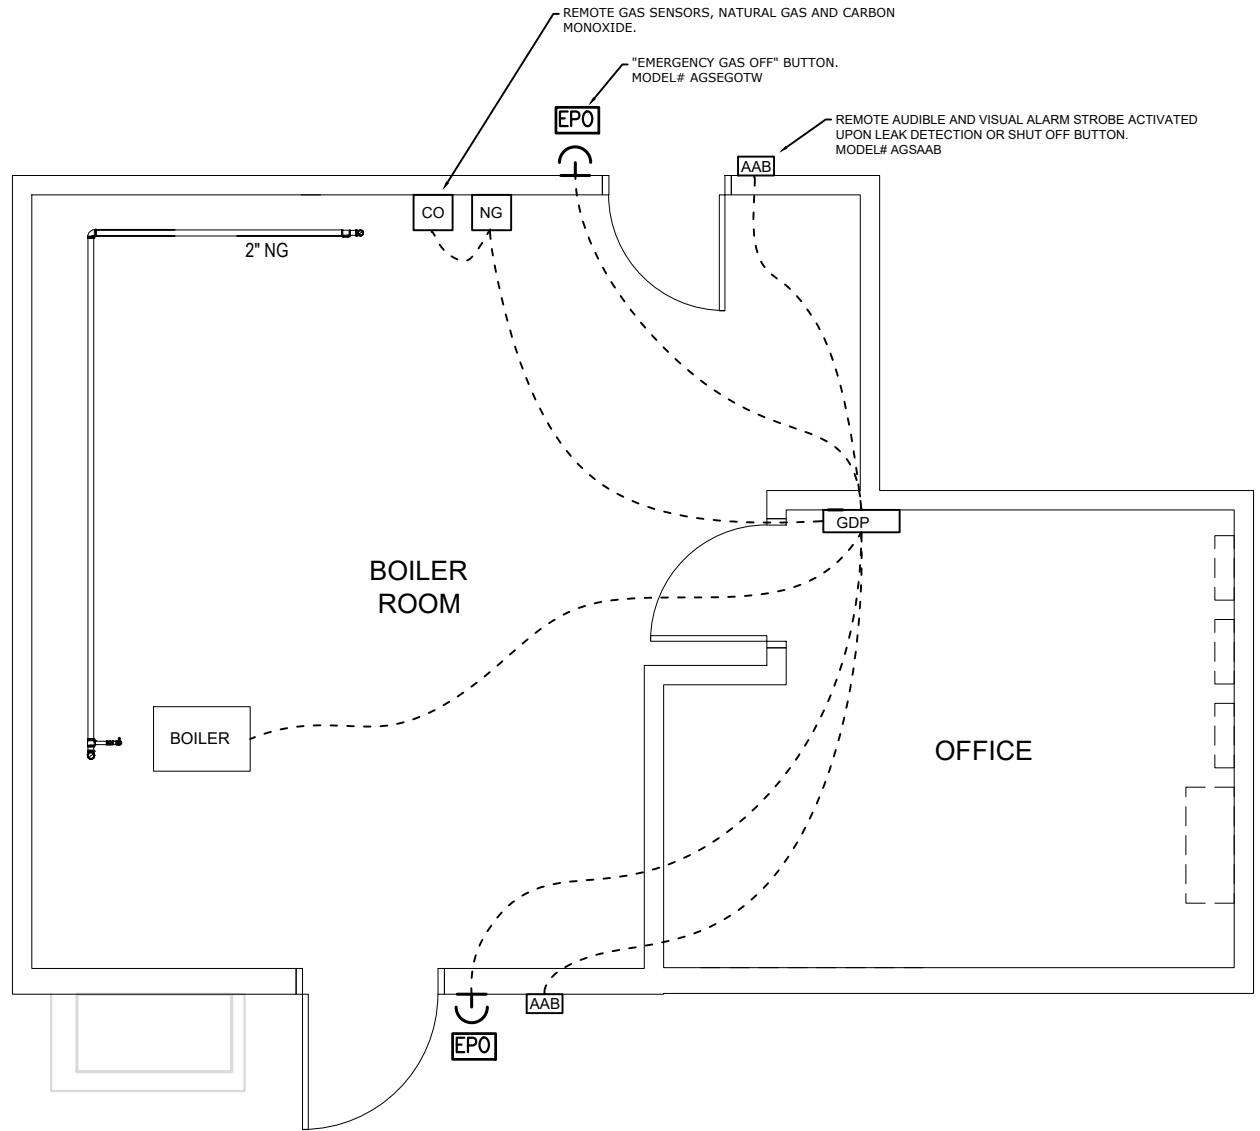 REMOTE GAS SENSORS, NATURAL GAS AND CARBON
MONOXIDE.
"EMERGENCY GAS OFF" BUTTON.
MODEL# AGSEGOTW
EPO
REMOTE AUDIBLE AND VISUAL ALARM STROBE ACTIVATED
UPON LEAK DETECTION OR SHUT OFF BUTTON.
MODEL# AGSAAB
AAB
CO
NG
2" NG
GDP
BOILER
ROOM
BOILER
OFFICE
AAB
EPO